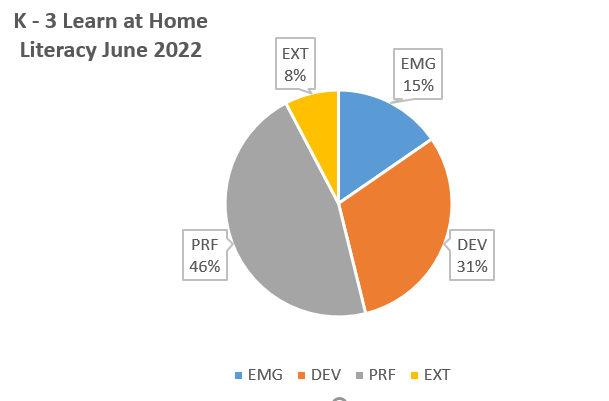 K - 3 Learn at Home
Literacy June 2022
EXT
8%
EMG
15%
PRF
46%
DEV
31%
EMG DEV PRF EXT